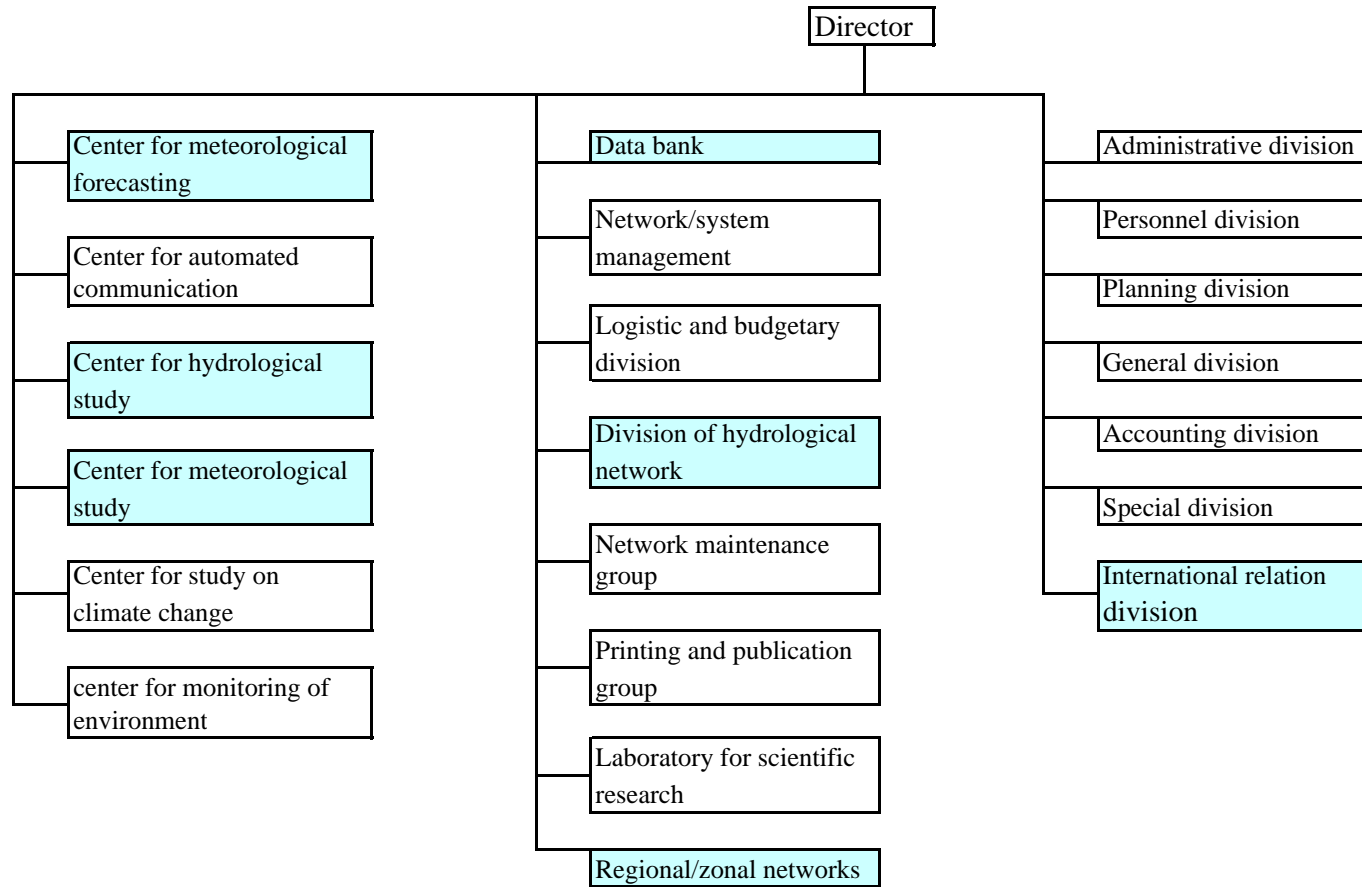 Director
Center for meteorological
forecasting
Center for automated
communication
Center for hydrological
study
Center for meteorological
study
Center for study on
climate change
center for monitoring of
environment
Data bank
Network/system
management
Logistic and budgetary
division
Division of hydrological
network
Network maintenance
group
Printing and publication
group
Laboratory for scientific
research
Regional/zonal networks
Administrative division
Personnel division
Planning division
General division
Accounting division
Special division
International relation
division